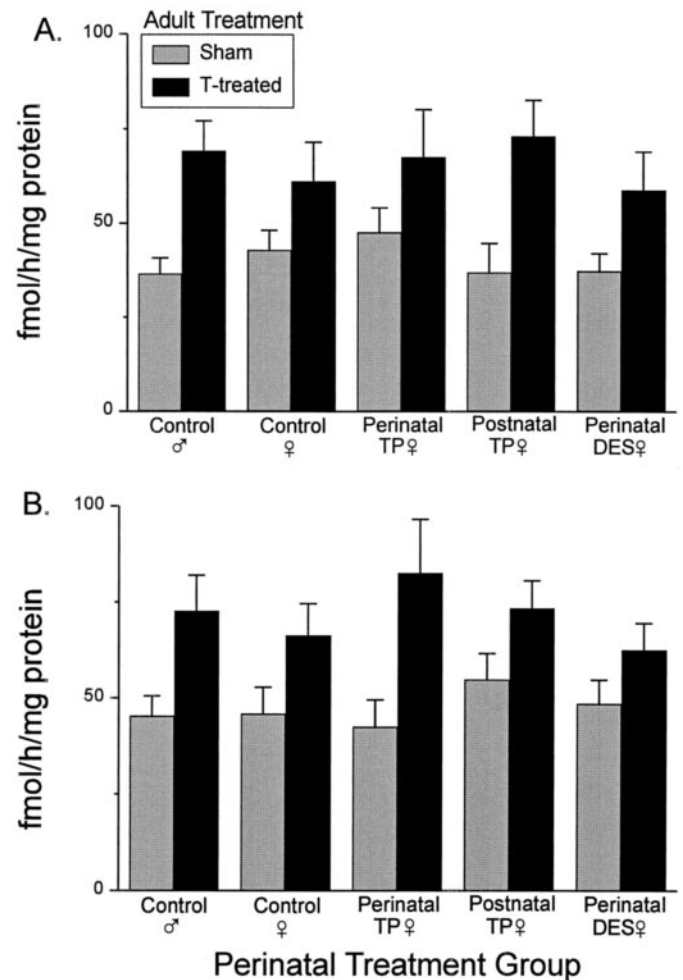 A.
Adult Treatment
Sham
T-treated
100
50
0
fmol/h/mg protein
Control Control Perinatal Postnatal Perinatal
♂ ♀ TP♀ TP♀ DES♀
B.
100
50
0
fmol/h/mg protein
Control Control Perinatal Postnatal Perinatal
♂ ♀ TP♀ TP♀ DES♀
Perinatal Treatment Group